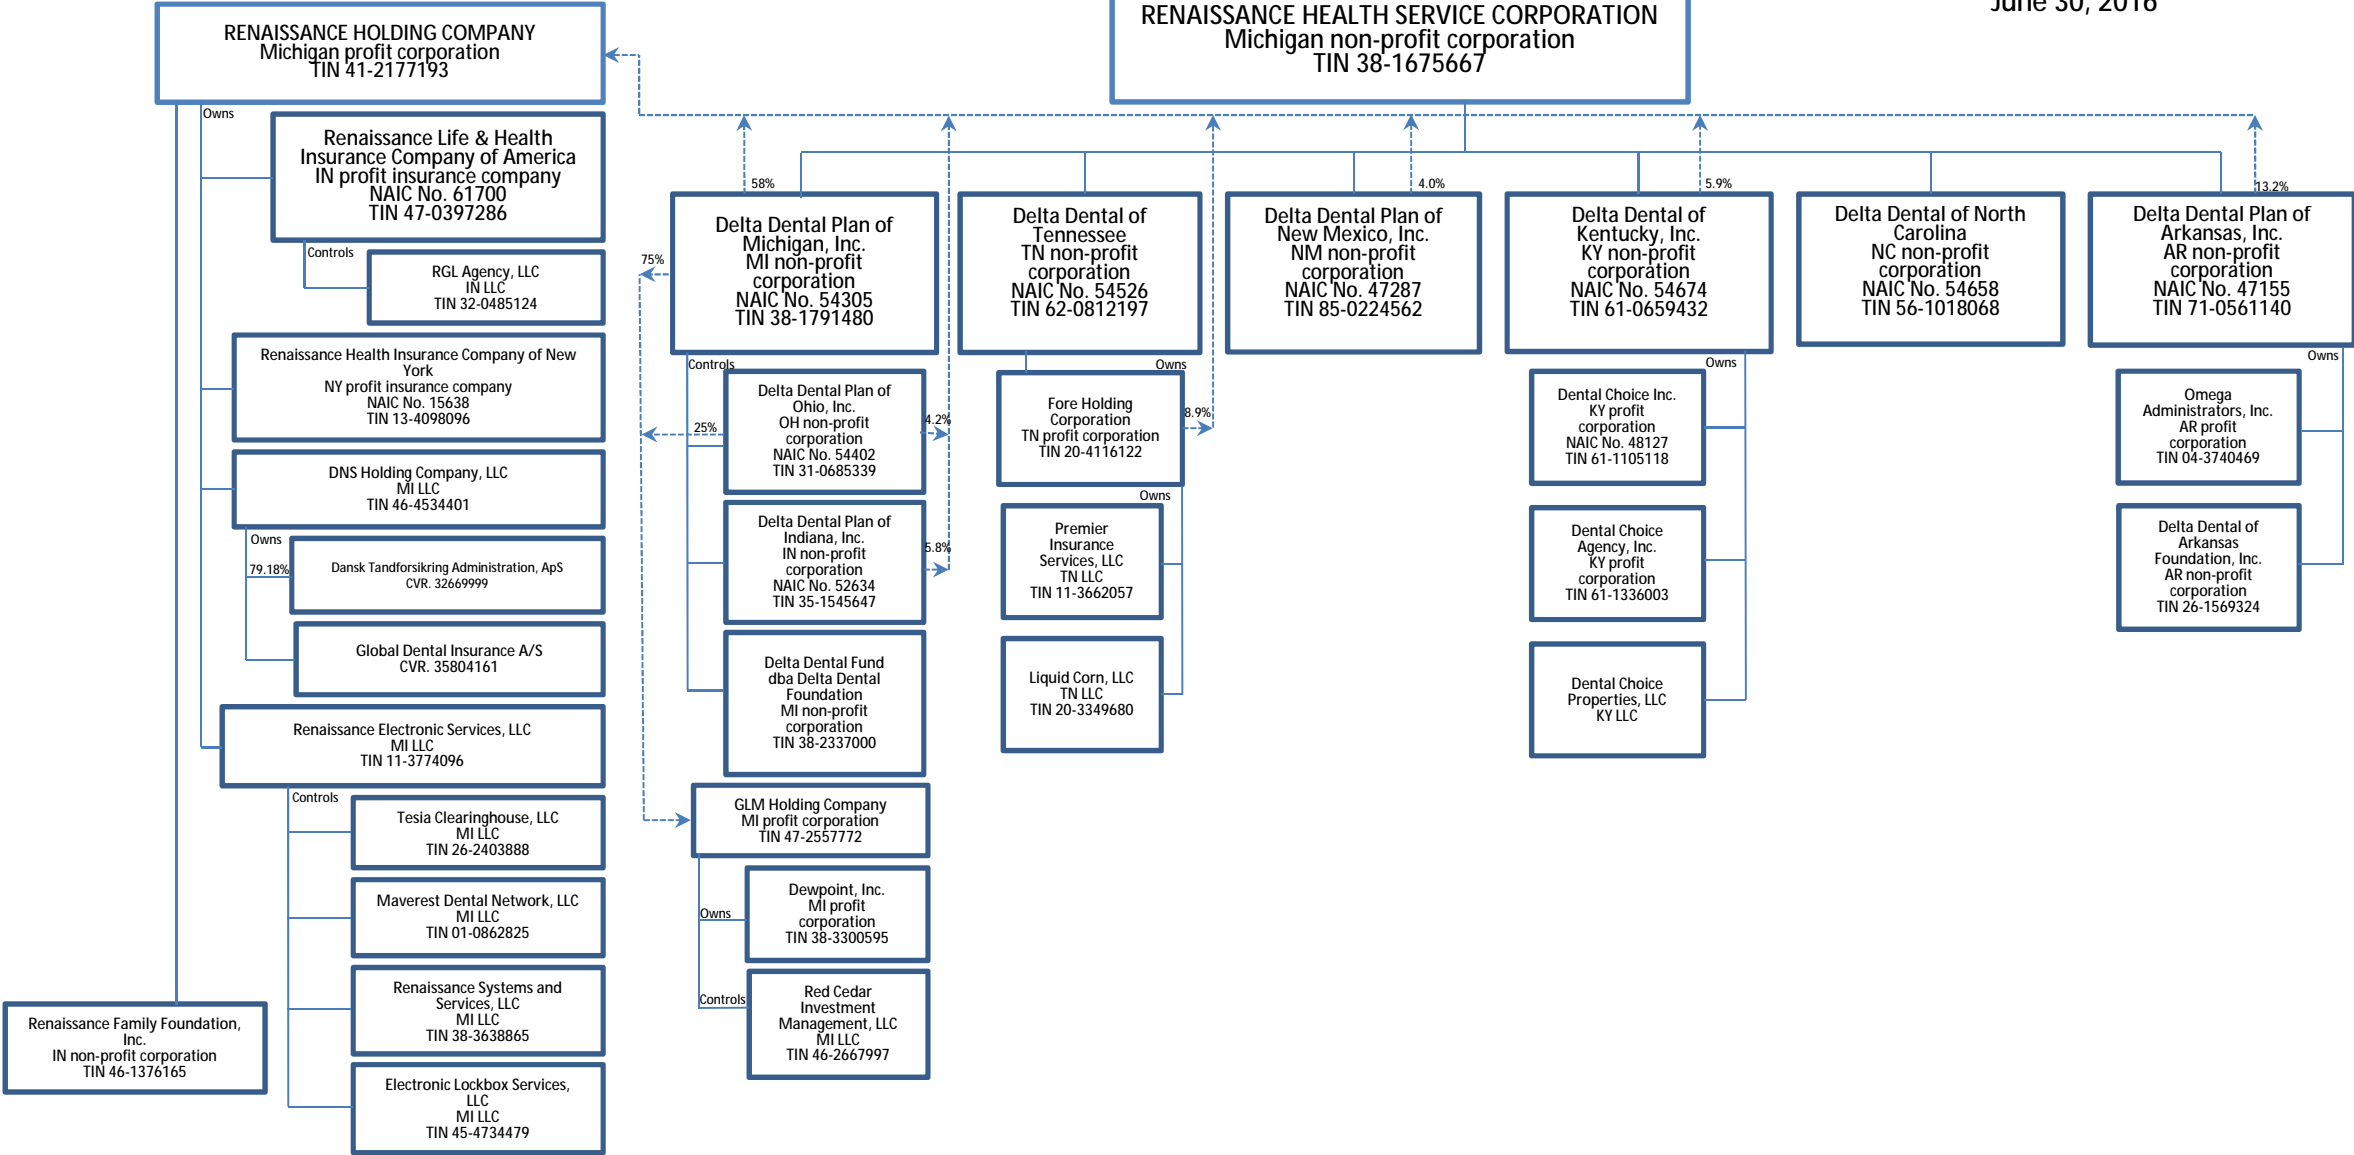 RENAISSANCE HOLDING COMPANY
Michigan profit corporation
TIN 41-2177193
RENAISSANCE HEALTH SERVICE CORPORATION
Michigan non-profit corporation
TIN 38-1675667
June 30, 2016
Owns
Renaissance Life & Health
Insurance Company of America
IN profit insurance company
NAIC No. 61700
TIN 47-0397286
Controls
RGL Agency, LLC
IN LLC
TIN 32-0485124
Renaissance Health Insurance Company of New
York
NY profit insurance company
NAIC No. 15638
TIN 13-4098096
DNS Holding Company, LLC
MI LLC
TIN 46-4534401
Owns
79.18%
Dansk Tandforsikring Administration, ApS
CVR. 32669999
Global Dental Insurance A/S
CVR. 35804161
Renaissance Electronic Services, LLC
MI LLC
TIN 11-3774096
Controls
Tesia Clearinghouse, LLC
MI LLC
TIN 26-2403888
Maverest Dental Network, LLC
MI LLC
TIN 01-0862825
Renaissance Systems and
Services, LLC
MI LLC
TIN 38-3638865
Electronic Lockbox Services,
LLC
MI LLC
TIN 45-4734479
Renaissance Family Foundation,
Inc.
IN non-profit corporation
TIN 46-1376165
58%
Delta Dental Plan of
Michigan, Inc.
MI non-profit
corporation
NAIC No. 54305
TIN 38-1791480
75%
Controls
Delta Dental Plan of
Ohio, Inc.
OH non-profit
corporation
NAIC No. 54402
TIN 31-0685339
25%
4.2%
Delta Dental Plan of
Indiana, Inc.
IN non-profit
corporation
NAIC No. 52634
TIN 35-1545647
5.8%
Delta Dental Fund
dba Delta Dental
Foundation
MI non-profit
corporation
TIN 38-2337000
GLM Holding Company
MI profit corporation
TIN 47-2557772
Owns
Dewpoint, Inc.
MI profit
corporation
TIN 38-3300595
Controls
Red Cedar
Investment
Management, LLC
MI LLC
TIN 46-2667997
Delta Dental of
Tennessee
TN non-profit
corporation
NAIC No. 54526
TIN 62-0812197
Owns
Fore Holding
Corporation
TN profit corporation
TIN 20-4116122
8.9%
Owns
Premier
Insurance
Services, LLC
TN LLC
TIN 11-3662057
Liquid Corn, LLC
TN LLC
TIN 20-3349680
4.0%
Delta Dental Plan of
New Mexico, Inc.
NM non-profit
corporation
NAIC No. 47287
TIN 85-0224562
5.9%
Delta Dental of
Kentucky, Inc.
KY non-profit
corporation
NAIC No. 54674
TIN 61-0659432
Owns
Dental Choice Inc.
KY profit
corporation
NAIC No. 48127
TIN 61-1105118
Dental Choice
Agency, Inc.
KY profit
corporation
TIN 61-1336003
Dental Choice
Properties, LLC
KY LLC
Delta Dental of North
Carolina
NC non-profit
corporation
NAIC No. 54658
TIN 56-1018068
13.2%
Delta Dental Plan of
Arkansas, Inc.
AR non-profit
corporation
NAIC No. 47155
TIN 71-0561140
Owns
Omega
Administrators, Inc.
AR profit
corporation
TIN 04-3740469
Delta Dental of
Arkansas
Foundation, Inc.
AR non-profit
corporation
TIN 26-1569324